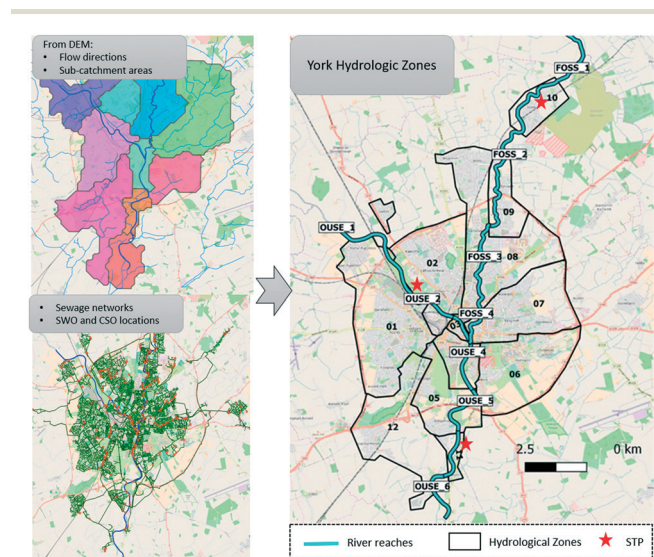 From DEM:
• Flow directions
• Sub-catchment areas
• Sewage networks
• SWO and CSO locations
York Hydrologic Zones
FOSS_1
10
FOSS_2
09
OUSE_1
02
FOSS_3
08
OUSE_2
07
01
03
FOSS_4
OUSE_4
06
05
OUSE_5
12
2.5 0 km
OUSE_6
River reaches
Hydrological Zones
STP